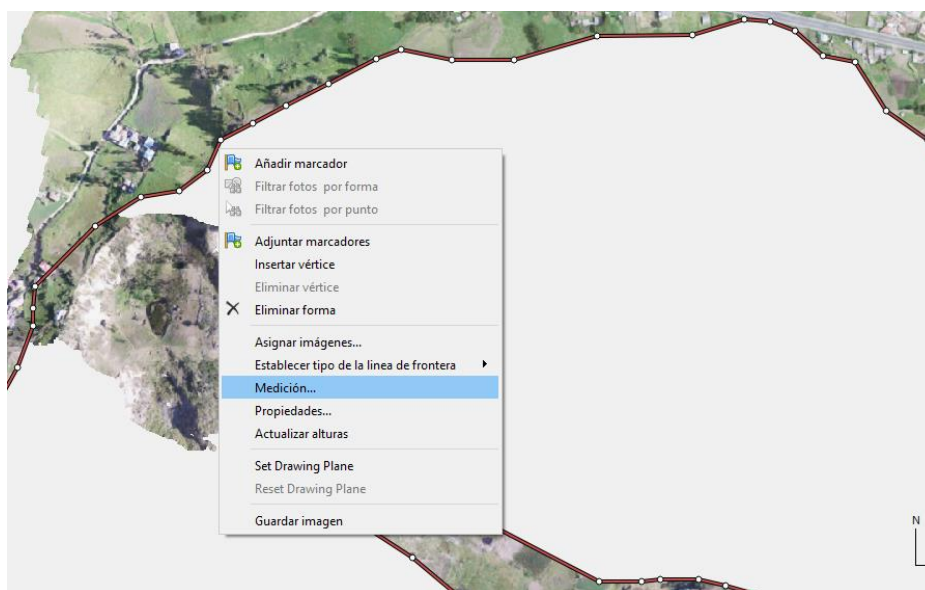 Añadir marcador
Filtrar fotos por forma
Filtrar fotos por punto
Adjuntar marcadores
Insertar vértice
Eliminar vértice
Eliminar forma
Asignar imágenes...
Establecer tipo de la linea de frontera
Medición...
Propiedades...
Actualizar alturas
Set Drawing Plane
Reset Drawing Plane
Guardar imagen
N